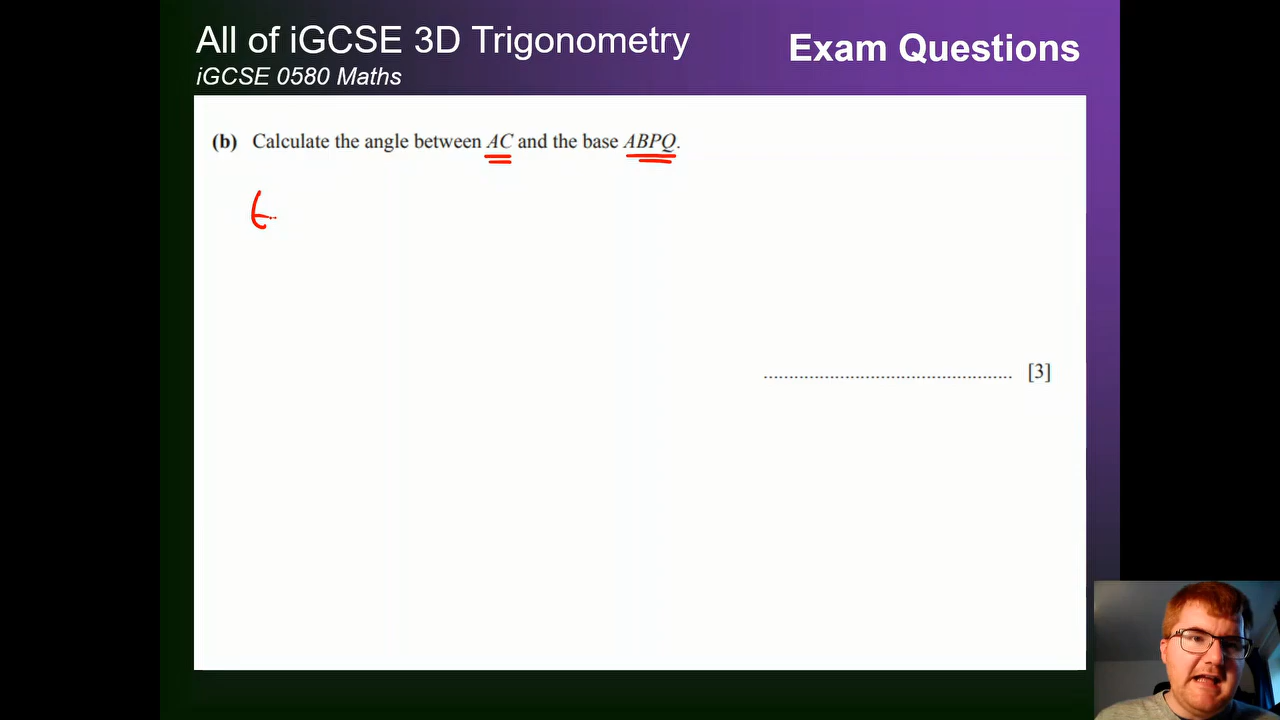 All of iGCSE 3D Trigonometry
iGCSE 0580 Maths
Exam Questions
(b) Calculate the angle between AC and the base ABPQ.
t
.................................................. [3]